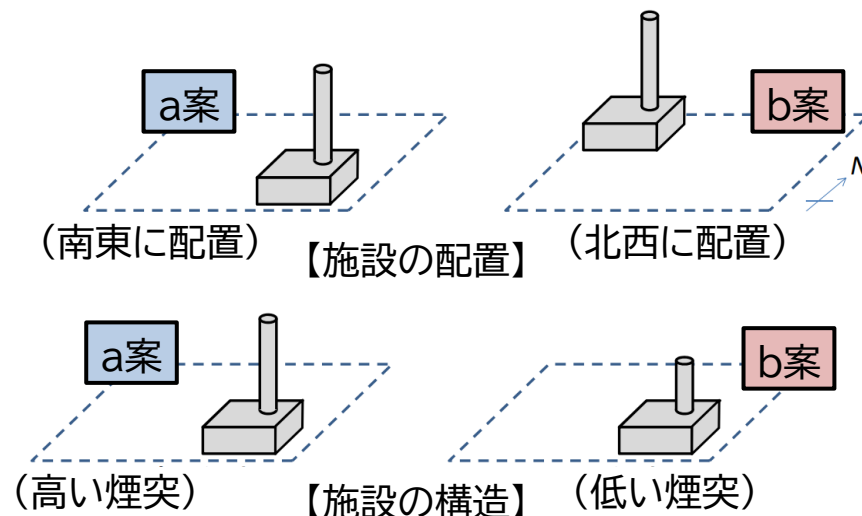 a案
b案
N
（南東に配置）
【施設の配置】
（北西に配置）
a案
b案
（高い煙突）
【施設の構造】
（低い煙突）